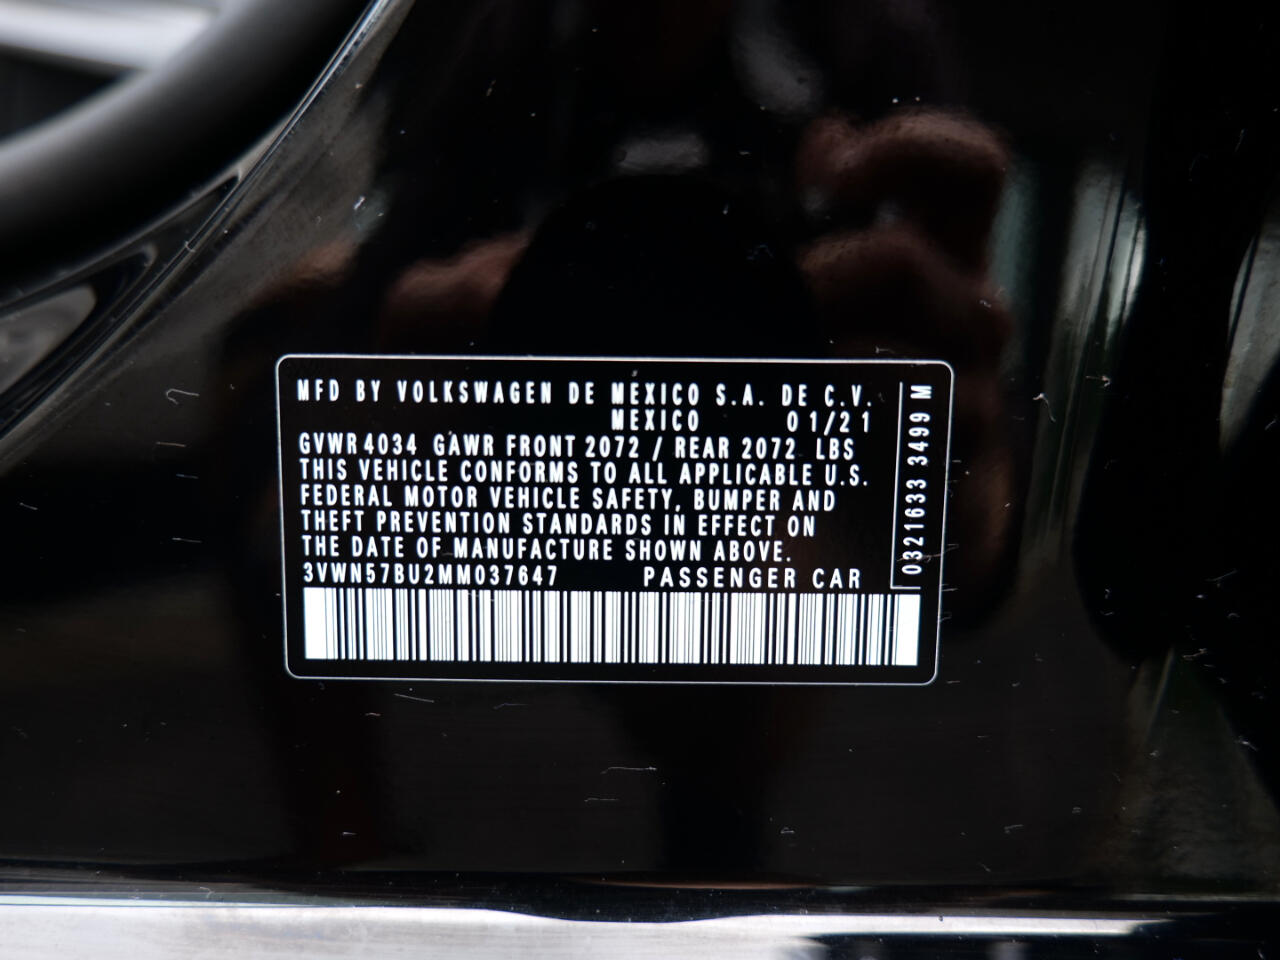 MFD BY VOLKSWAGEN DE MEXICO S.A. DE C.V.
MEXICO 01/21
GVWR 4034 GAWR FRONT 2072 / REAR 2072 LBS
THIS VEHICLE CONFORMS TO ALL APPLICABLE U.S.
FEDERAL MOTOR VEHICLE SAFETY, BUMPER AND
THEFT PREVENTION STANDARDS IN EFFECT ON
THE DATE OF MANUFACTURE SHOWN ABOVE.
3VWN57BU2MM037647 PASSENGER CAR
0321633 3499 M